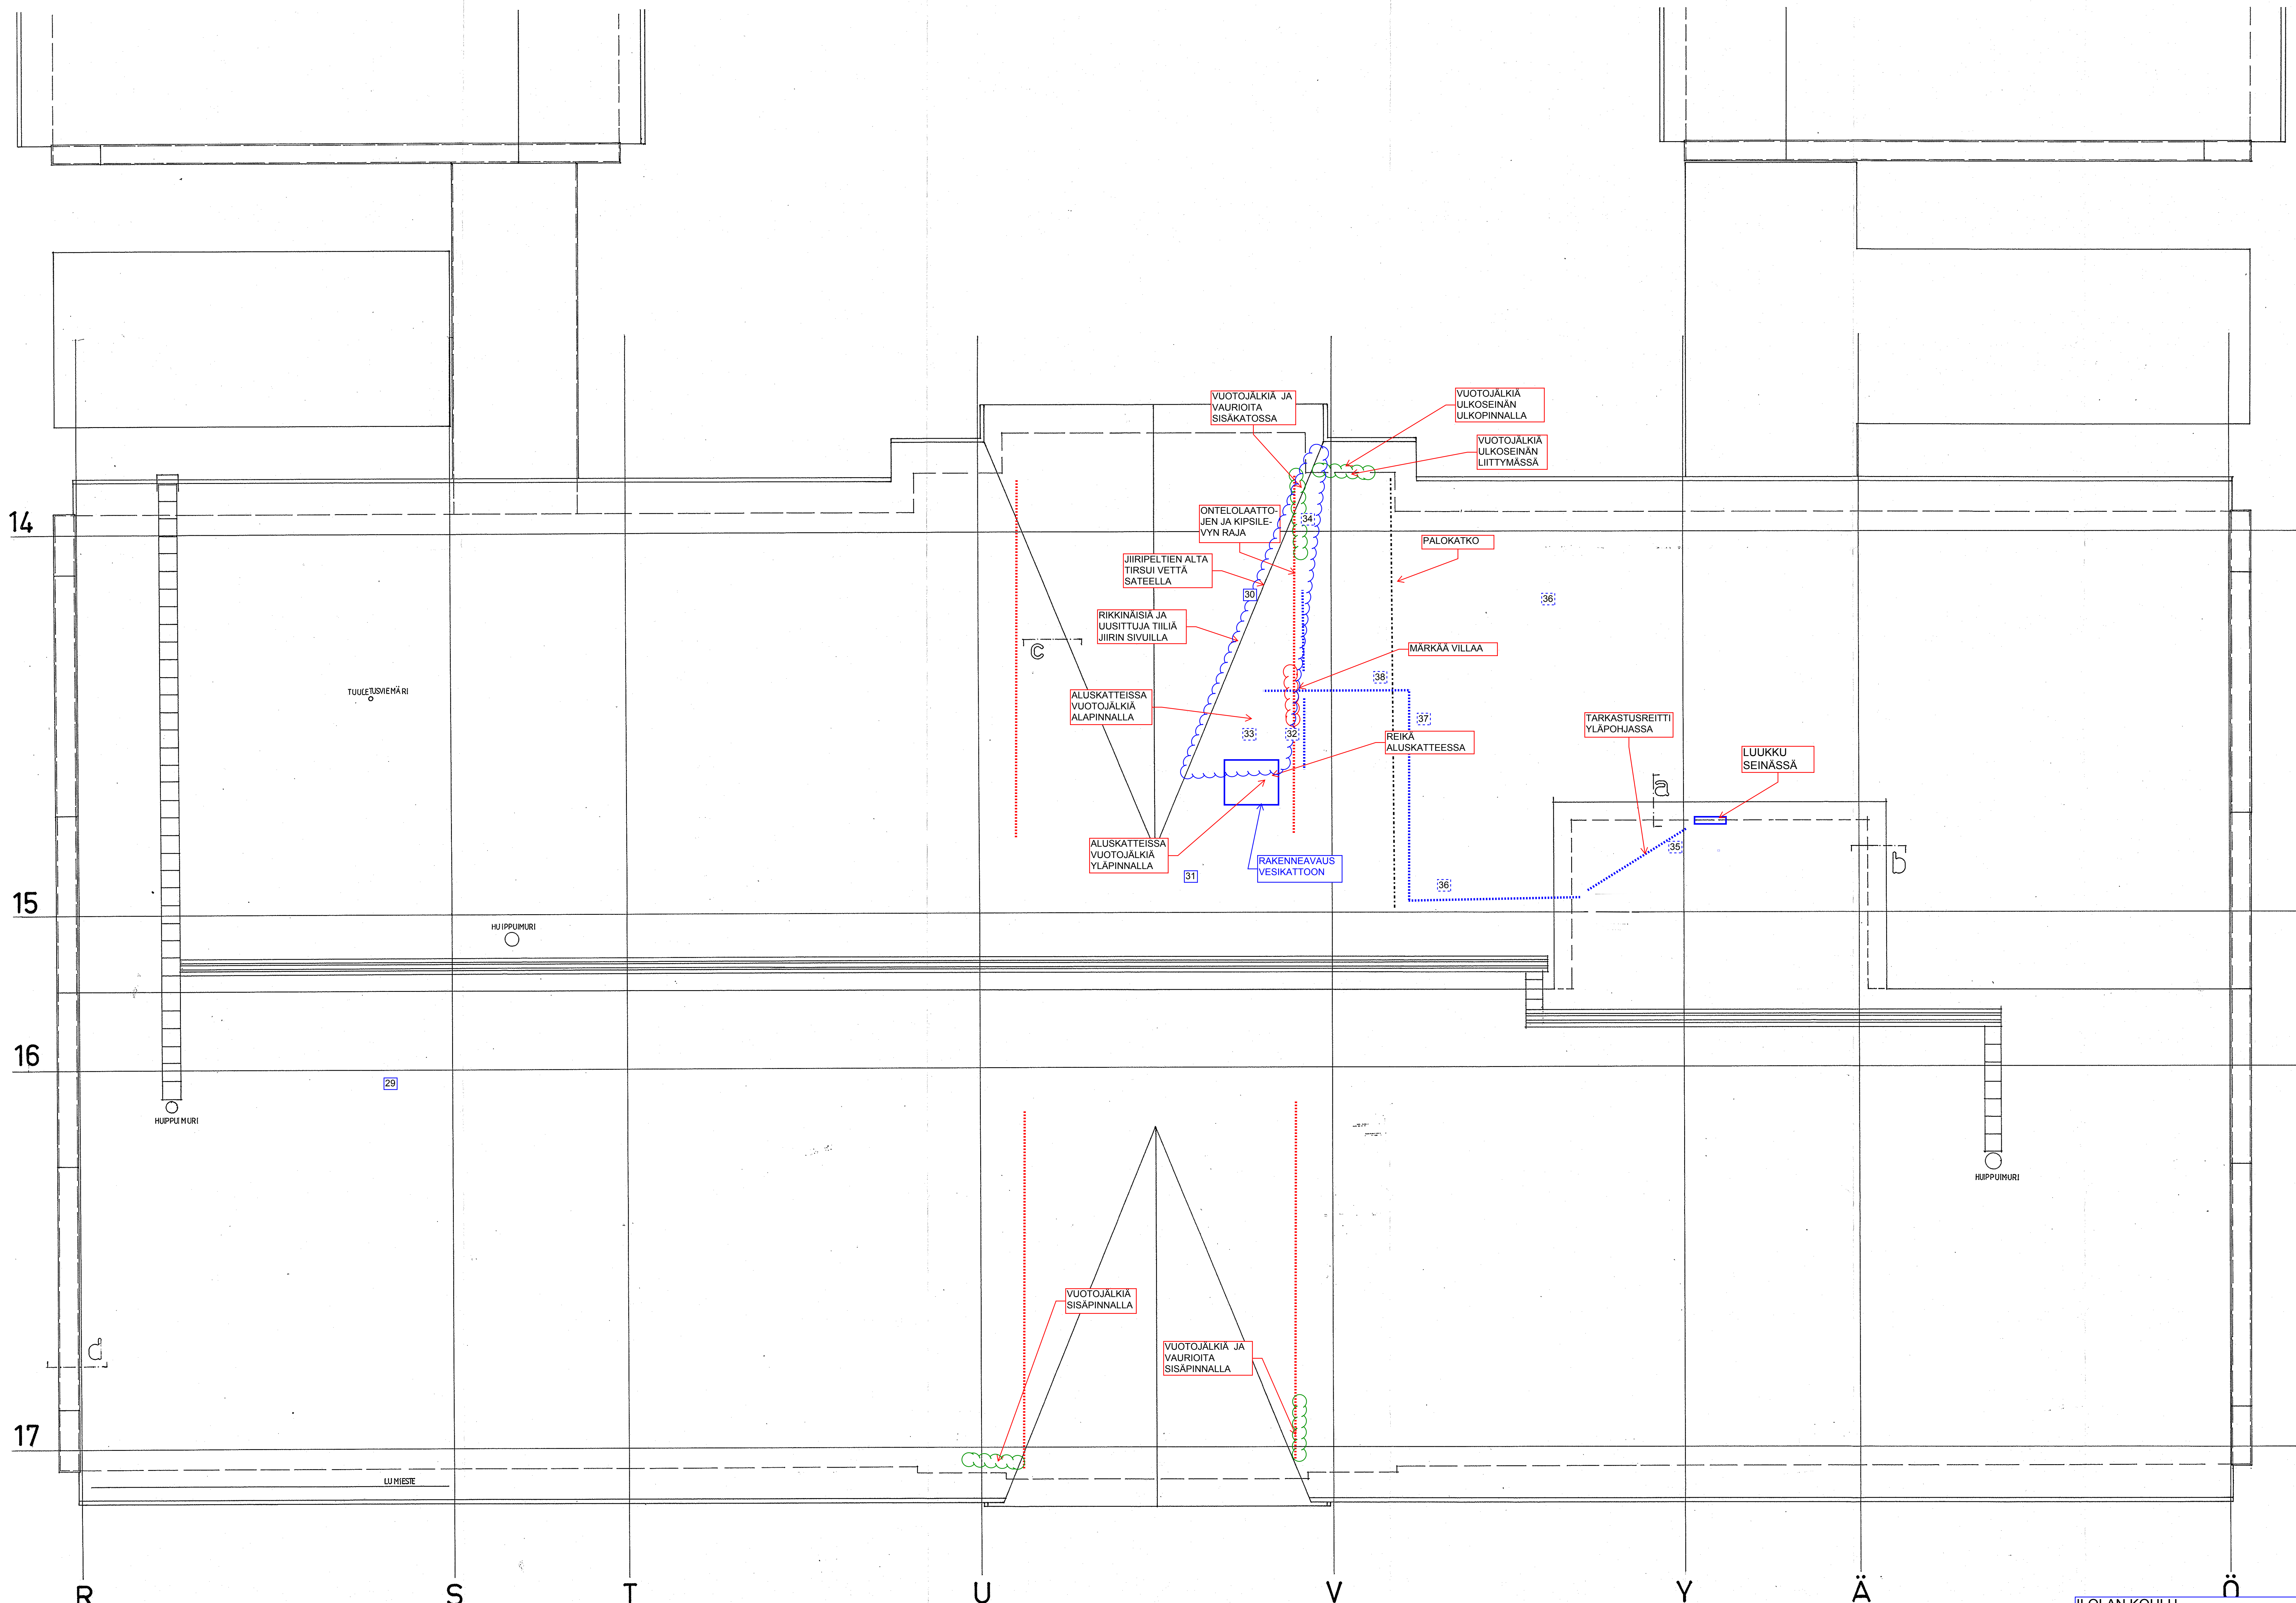 VUOTOJÄLKIÄ JA
VAURIOITA
SISÄKATOSSA
VUOTOJÄLKIÄ
ULKOSEINÄN
ULKOPINNALLA
VUOTOJÄLKIÄ
ULKOSEINÄN
LIITTYMÄSSÄ
14
ONTELOLAATTO-
JEN JA KIPSILE-
VYN RAJA
34
PALOKATKO
JIIRIPELTIEN ALTA
TIRSUI VETTÄ
SATEELLA
30
36
RIKKINÄISIÄ JA
UUSITTUJA TIILIÄ
JIIRIN SIVUILLA
c
MÄRKÄÄ VILLAA
38
TUULETUSVIEMÄRI
ALUSKATTEISSA
VUOTOJÄLKIÄ
ALAPINNALLA
33
32
37
REIKÄ
ALUSKATTEESSA
TARKASTUSREITTI
YLÄPOHJASSA
LUUKKU
SEINÄSSÄ
a
ALUSKATTEISSA
VUOTOJÄLKIÄ
YLÄPINNALLA
RAKENNEAVAUS
VESIKATTOON
35
b
31
36
15
HUIPPUIMURI
16
29
HUIPPUIMURI
HUIPPUIMURI
VUOTOJÄLKIÄ
SISÄPINNALLA
d
VUOTOJÄLKIÄ JA
VAURIOITA
SISÄPINNALLA
17
LUMIESTE
R S T U V Y Ä Ö
ILOLAN KOULU